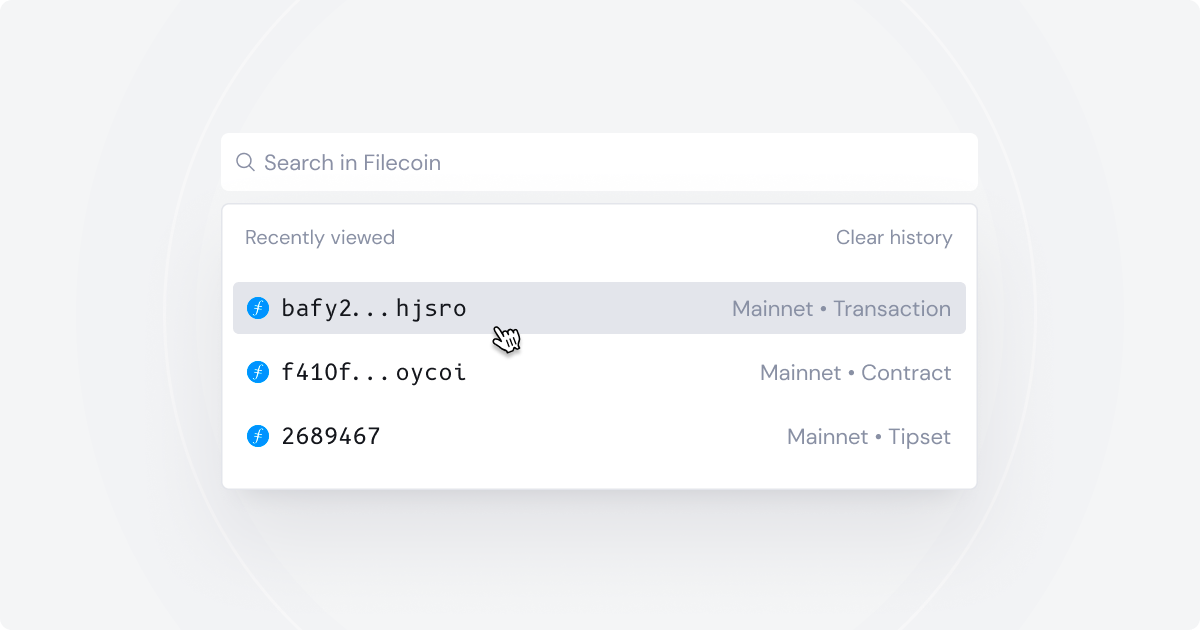 Search in Filecoin
Recently viewed Clear history
bafy2...hjsro Mainnet • Transaction
f410f...oycoi Mainnet • Contract
2689467 Mainnet • Tipset